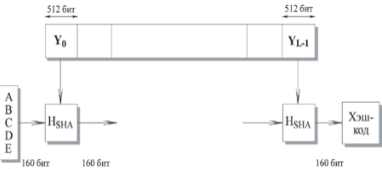 512 бит 512 бит
Y0 YL-1
A
B
C
D
E
HSHA HSHA
Хэш-
код
160 бит 160 бит 160 бит